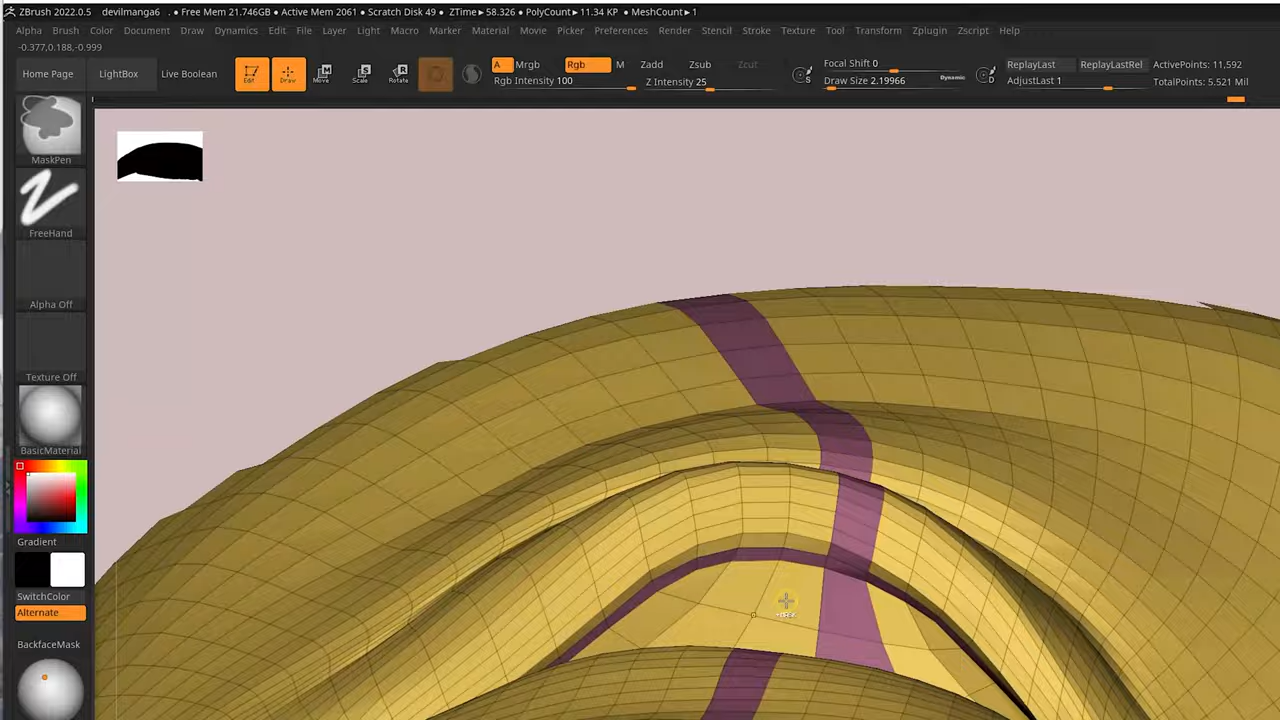 ZBrush 2022.0.5 devilmanga6 . • Free Mem 21.746GB • Active Mem 2061 • Scratch Disk 49 • ZTime▸58.326 • PolyCount▸11.34 KP • MeshCount▸1
Alpha Brush Color Document Draw Dynamics Edit File Layer Light Macro Marker Material Movie Picker Preferences Render Stencil Stroke Texture Tool Transform Zplugin Zscript Help
-0.377,0.188,-0.999
Home Page LightBox Live Boolean Edit Draw Move Scale Rotate A Mrgb Rgb M Zadd Zsub Zcut
Rgb Intensity 100 Z Intensity 25
S Focal Shift 0
Draw Size 2.19966 Dynamic
D ReplayLast ReplayLastRel ActivePoints: 11,592
AdjustLast 1 TotalPoints: 5.521 Mil
MaskPen
FreeHand
Alpha Off
Texture Off
BasicMaterial
Gradient
SwitchColor
Alternate
BackfaceMask